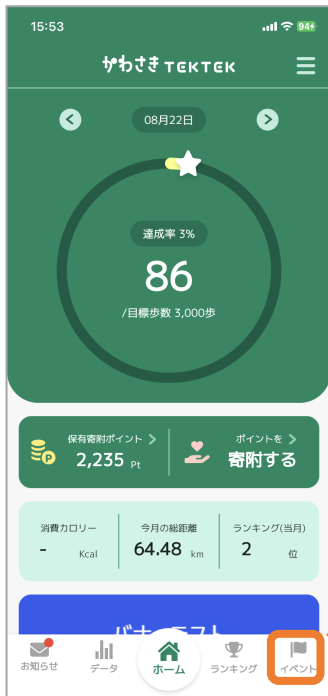 15:53
94
かわさき TEKTEK
08月22日
達成率 3%
86
/目標歩数 3,000歩
保有寄附ポイント
2,235 Pt
ポイントを
寄附する
消費カロリー
- Kcal
今月の総距離
64.48 km
ランキング(当月)
2 位
お知らせ
データ
ホーム
ランキング
イベント